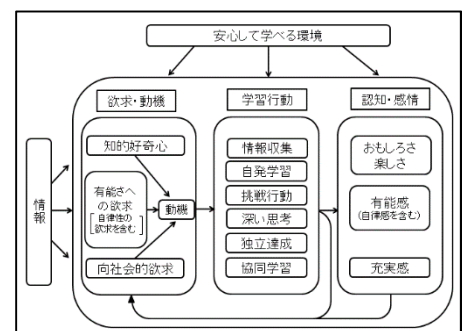 安心して学べる環境
情報
欲求・動機
知的好奇心
有能さへ
の欲求
[自律性の
欲求を含む]
向社会的欲求
動機
学習行動
情報収集
自発学習
挑戦行動
深い思考
独立達成
協同学習
認知・感情
おもしろさ
楽しさ
有能感
(自律感を含む)
充実感